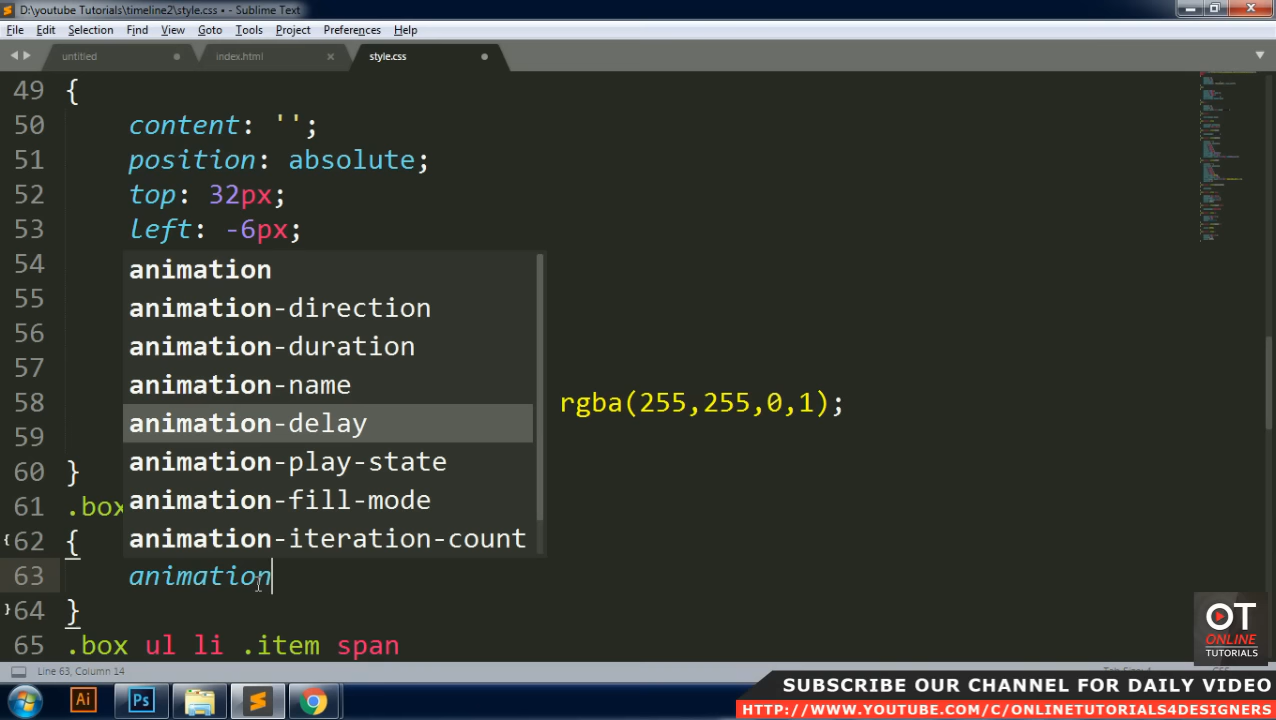 D:\youtube Tutorials\timeline2\style.css • - Sublime Text
File Edit Selection Find View Goto Tools Project Preferences Help
untitled index.html style.css
49 {
50 content: '';
51 position: absolute;
52 top: 32px;
53 left: -6px;
54 animation
55 animation-direction
56 animation-duration
57 animation-name
58 rgba(255,255,0,1);
59 animation-delay
60 } animation-play-state
61 .box animation-fill-mode
62 { animation-iteration-count
63 animation
64 }
65 .box ul li .item span
OT
ONLINE
TUTORIALS
Line 63, Column 14
Ai Ps
SUBSCRIBE OUR CHANNEL FOR DAILY VIDEO
HTTP://WWW.YOUTUBE.COM/C/ONLINETUTORIALS4DESIGNERS